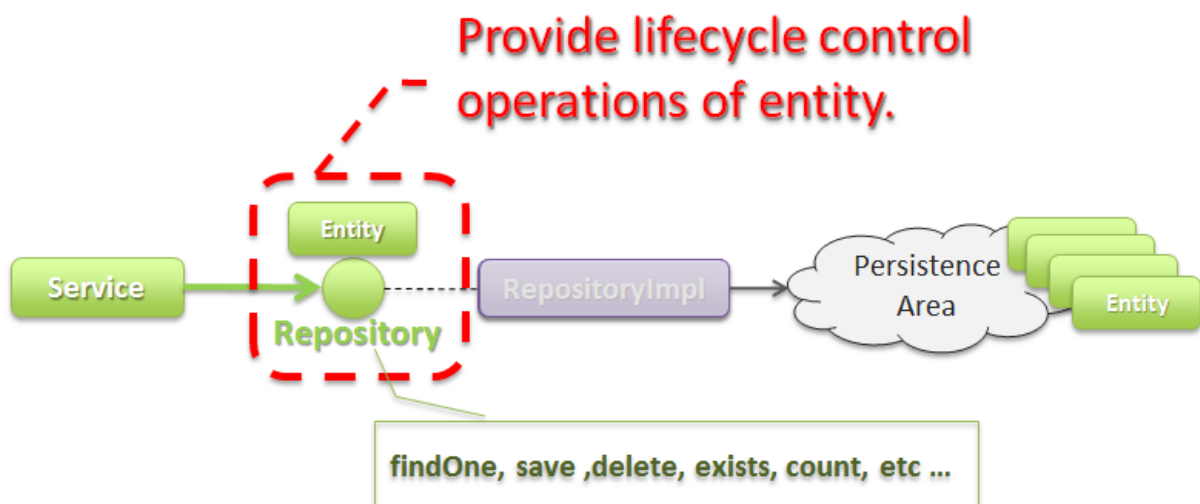 Provide lifecycle control
operations of entity.
Entity
Service
Repository
RepositoryImpl
Persistence
Area
Entity
findOne, save ,delete, exists, count, etc ...